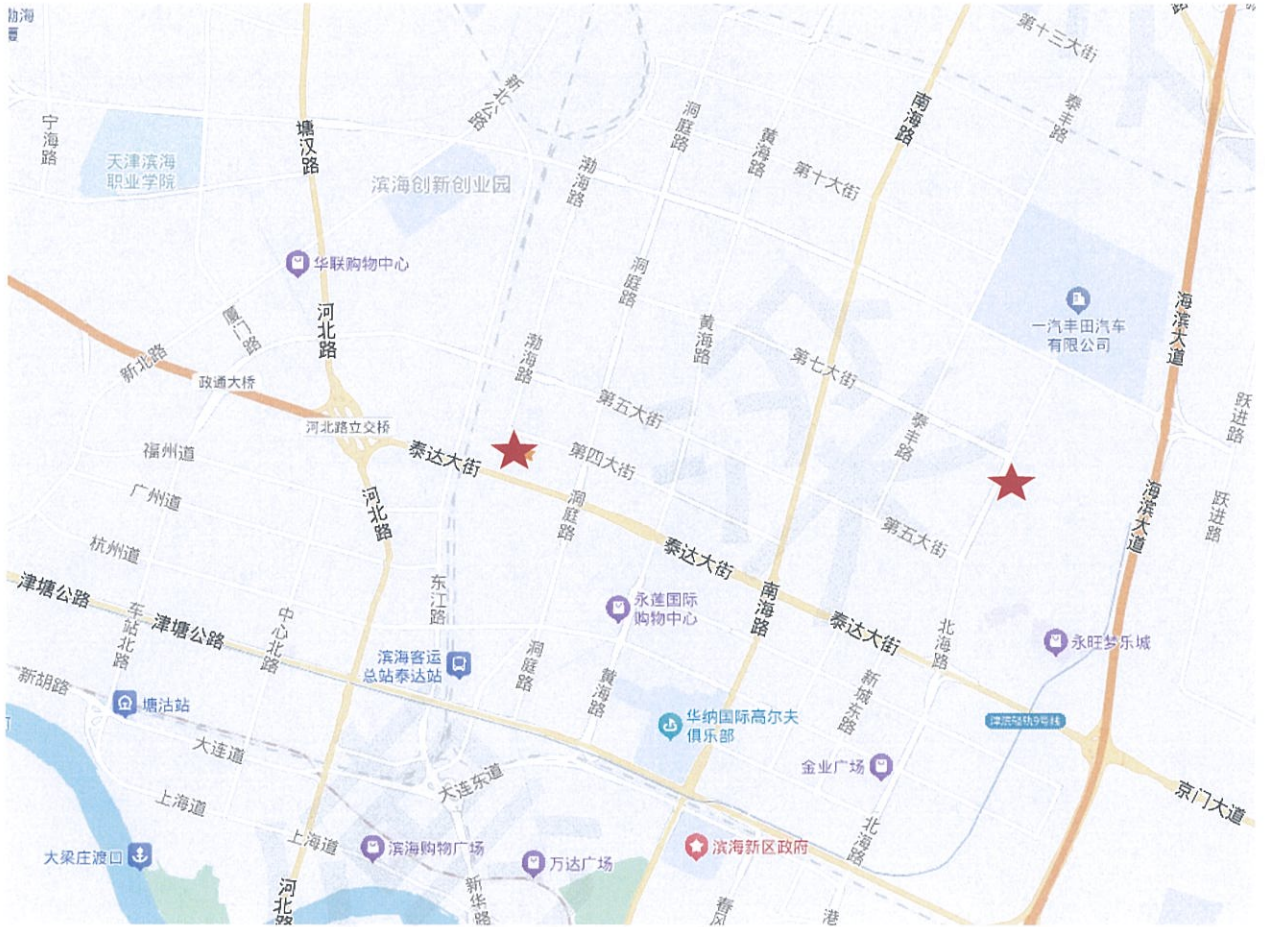 第十三大街
新北公路
南海路
泰丰路
洞庭路
宁海路
塘汉路
黄海路
天津滨海
职业学院
滨海创新创业园
渤海路
第十大街
华联购物中心
洞庭路
海滨大道
一汽丰田汽车
有限公司
厦门路
河北路
黄海路
渤海路
新北路
政通大桥
第七大街
第五大街
跃进路
河北路立交桥
泰丰路
福州道
泰达大街
第四大街
广州道
河北路
洞庭路
海滨大道
跃进路
第五大街
杭州道
泰达大街
津塘公路
东江路
南海路
永莲国际
购物中心
车站北路
津塘公路
中心北路
泰达大街
北海路
永旺梦乐城
滨海客运
总站泰达站
洞庭路
黄海路
新城东路
新胡路
塘沽站
华纳国际高尔夫
俱乐部
大连道
金业广场
大连东道
京门大道
上海道
上海道
滨海购物广场
万达广场
滨海新区政府
北海路
大梁庄渡口
河北路
新华路
春风
港